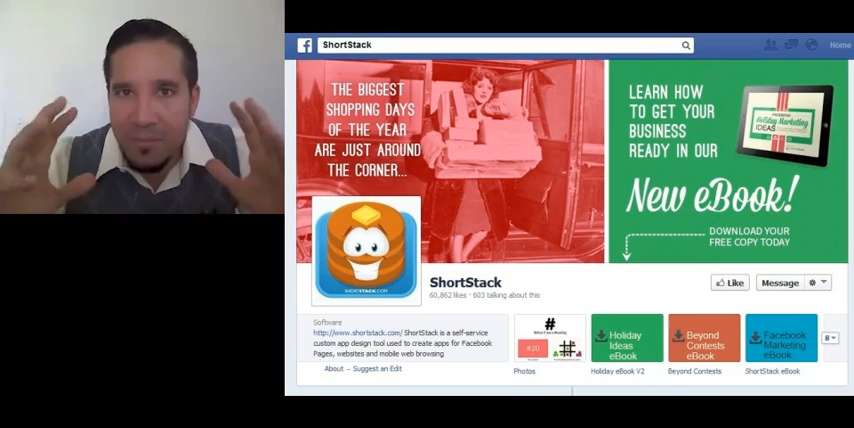 ShortStack
Home
THE BIGGEST
SHOPPING DAYS
OF THE YEAR
ARE JUST AROUND
THE CORNER...
LEARN HOW
TO GET YOUR
BUSINESS
READY IN OUR
Holiday Marketing
IDEAS
New eBook!
DOWNLOAD YOUR
FREE COPY TODAY
SHORTSTACK.COM
ShortStack
60,862 likes · 603 talking about this
Like
Message
Software
http://www.shortstack.com/ ShortStack is a self-service
custom app design tool used to create apps for Facebook
Pages, websites and mobile web browsing
About – Suggest an Edit
#
#20
Photos
Holiday
Ideas
eBook
Holiday eBook V2
Beyond
Contests
eBook
Beyond Contests
Facebook
Marketing
eBook
ShortStack eBook
8